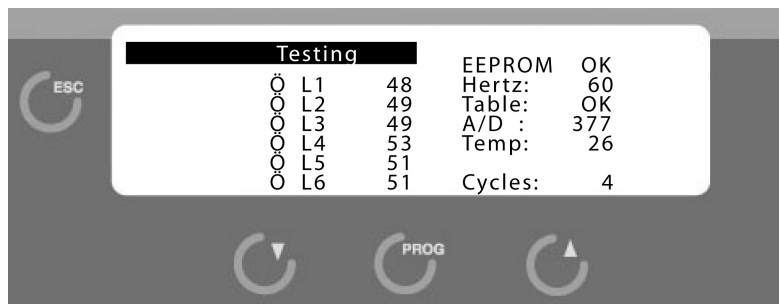 Testing
ESC
Ö L1 48
Ö L2 49
Ö L3 49
Ö L4 53
Ö L5 51
Ö L6 51
EEPROM OK
Hertz: 60
Table: OK
A/D : 377
Temp: 26
Cycles: 4
PROG